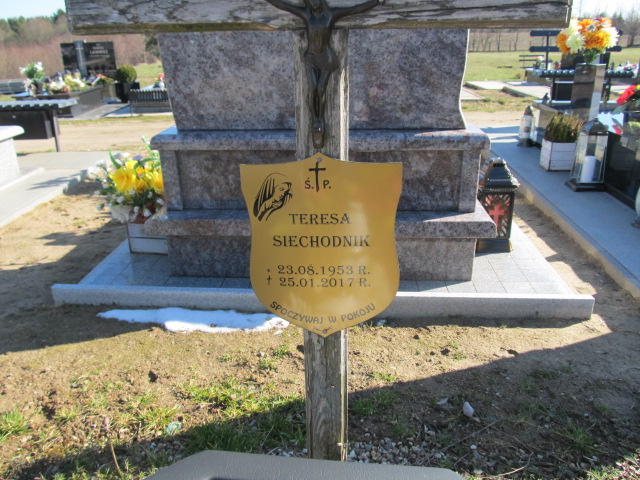 Ś. P.
TERESA
SIECHODNIK
* 23.08.1953 R.
+ 25.01.2017 R.
SPOCZYWAJ W POKOJU